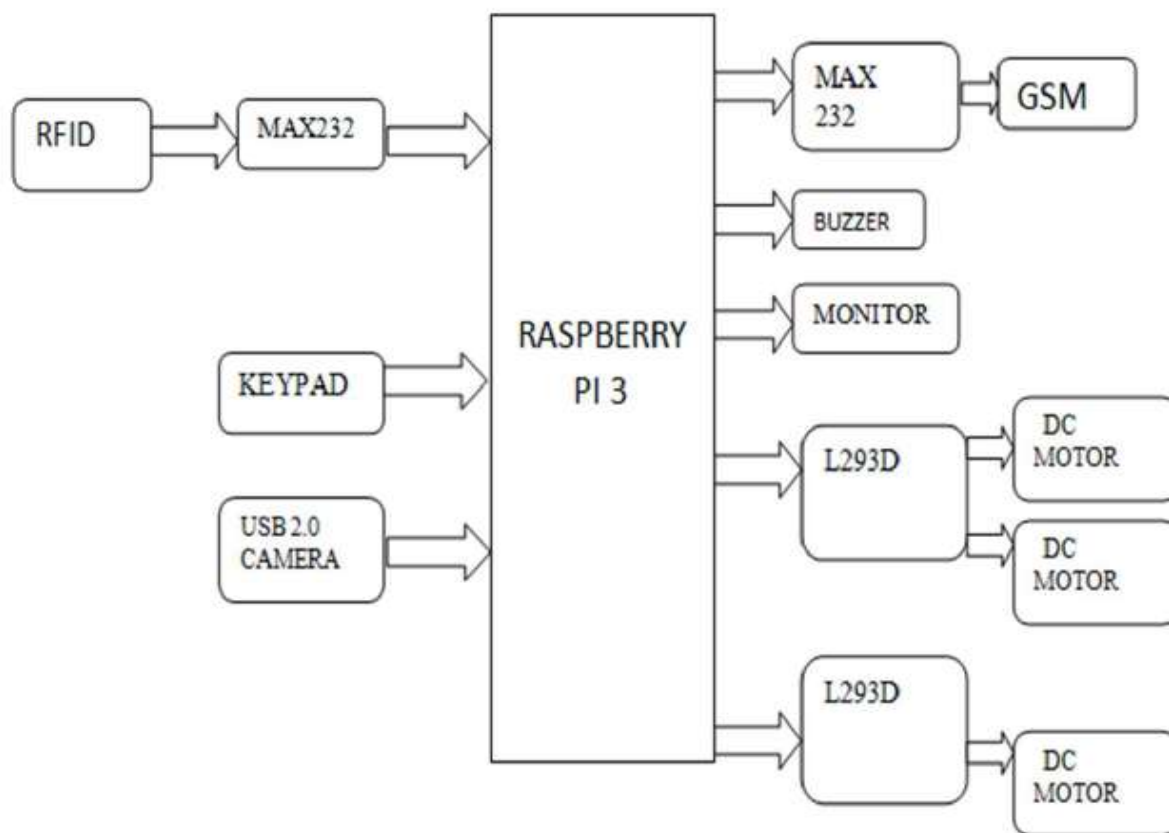 RFID
MAX232
KEYPAD
USB 2.0
CAMERA
RASPBERRY
PI 3
MAX
232
GSM
BUZZER
MONITOR
L293D
DC
MOTOR
DC
MOTOR
L293D
DC
MOTOR